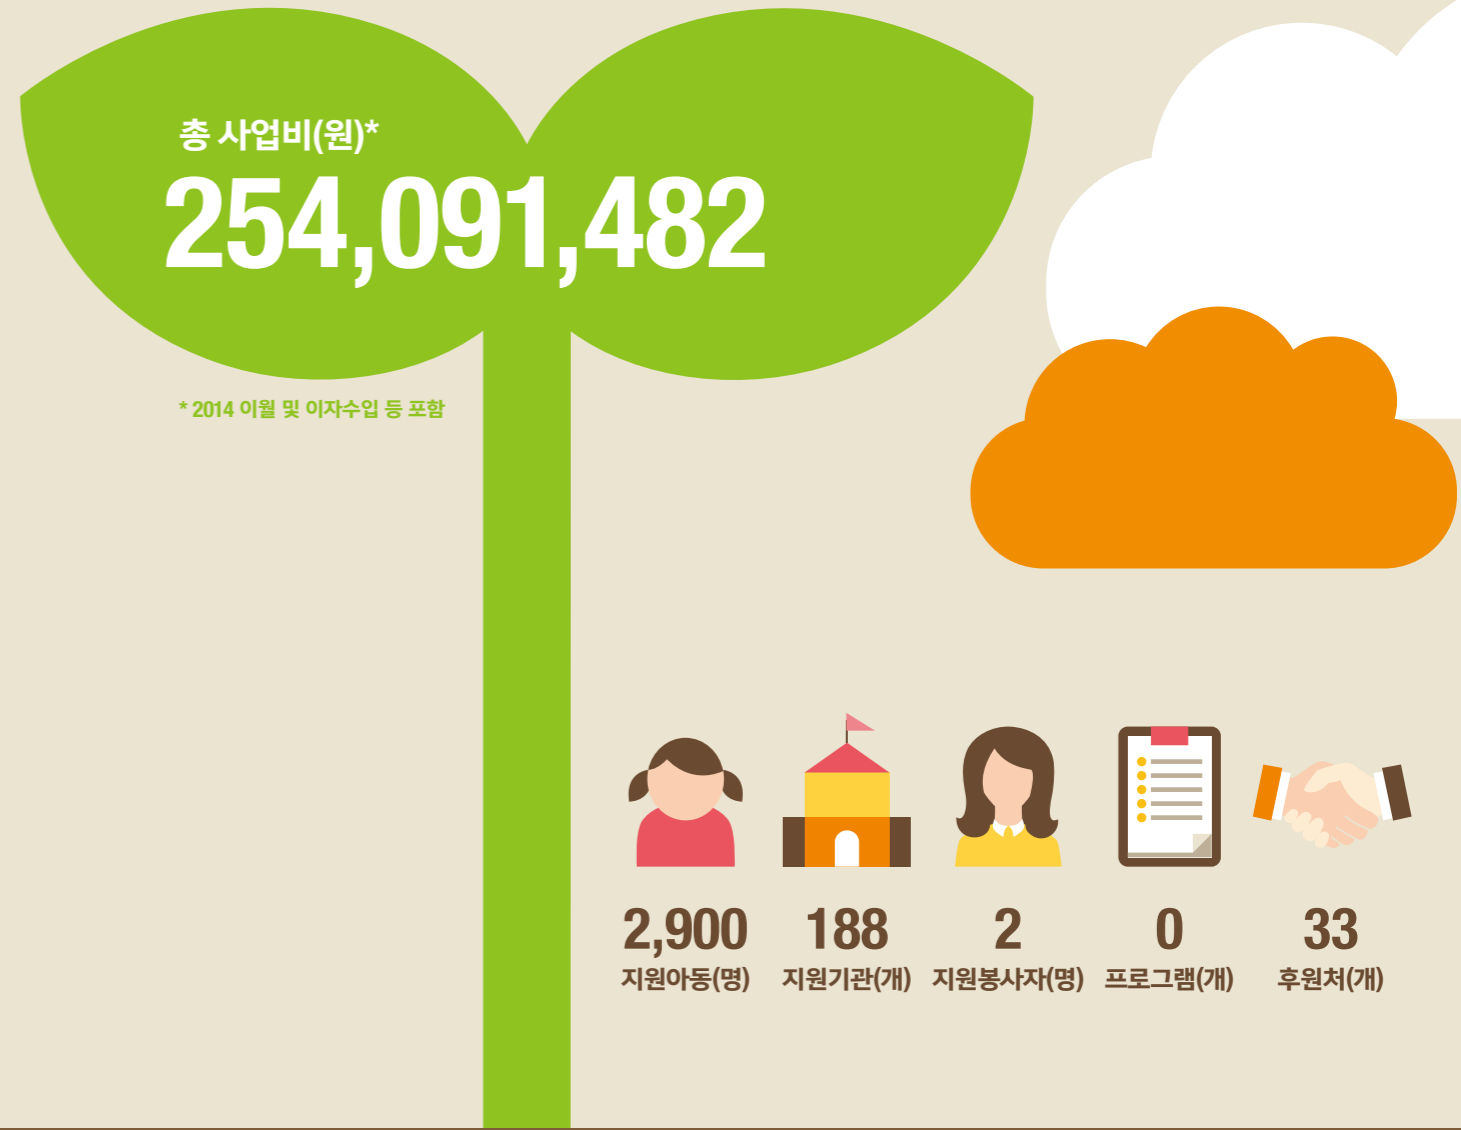 총 사업비(원)*
254,091,482
* 2014 이월 및 이자수입 등 포함
2,900 188 2 0 33
지원아동(명) 지원기관(개) 지원봉사자(명) 프로그램(개) 후원처(개)